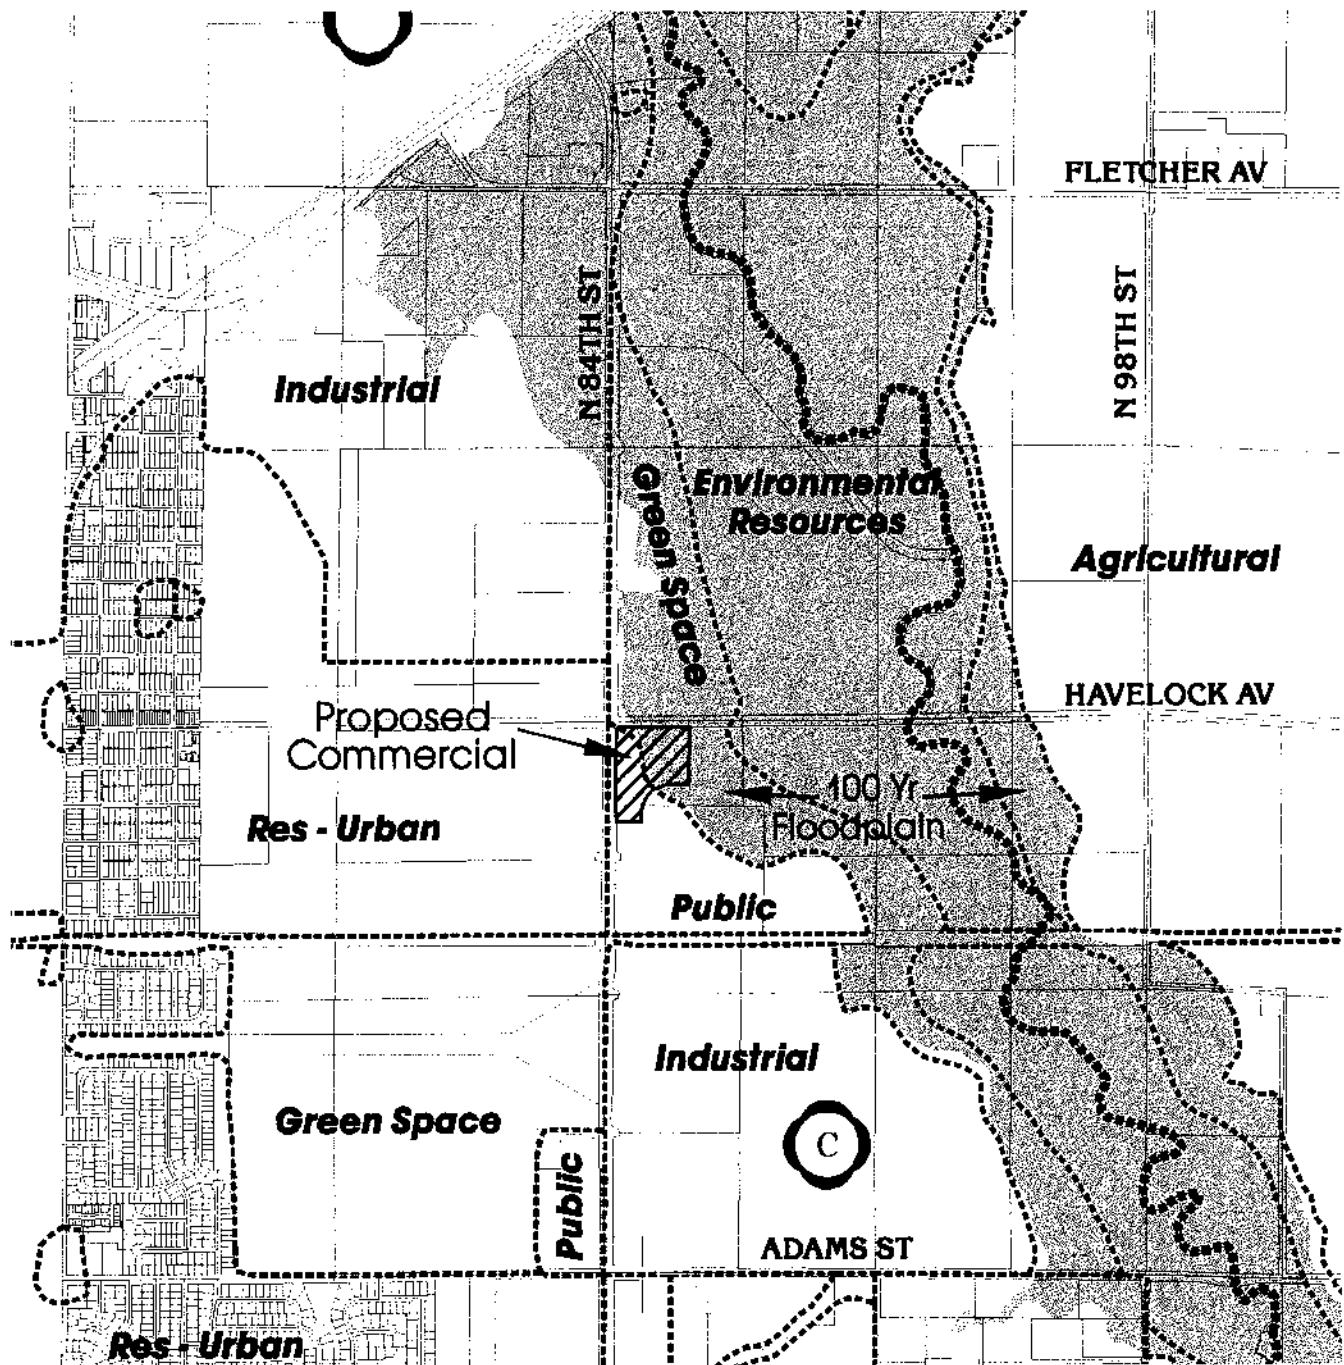 FLETCHER AV
N 84TH ST
N 98TH ST
Industrial
Green Space
Environmental
Resources
Agricultural
HAVELOCK AV
Proposed
Commercial
100 Yr
Floodplain
Res - Urban
Public
Industrial
Green Space
Public
C
ADAMS ST
Res - Urban